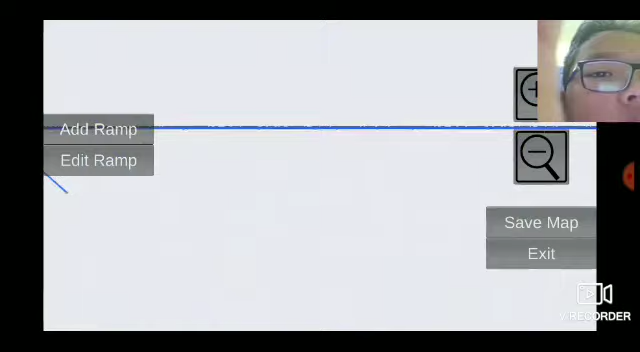 Add Ramp
Edit Ramp
Save Map
Exit
V RECORDER